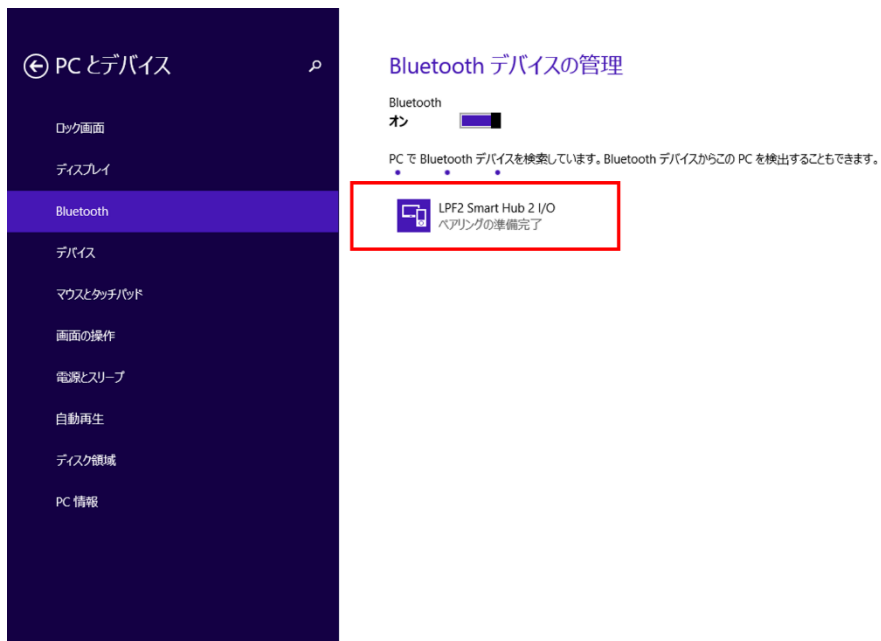 PC とデバイス
ロック画面
ディスプレイ
Bluetooth
デバイス
マウスとタッチパッド
画面の操作
電源とスリープ
自動再生
ディスク領域
PC 情報
Bluetooth デバイスの管理
Bluetooth
オン
PC で Bluetooth デバイスを検索しています。Bluetooth デバイスからこの PC を検出することもできます。
LPF2 Smart Hub 2 I/O
ペアリングの準備完了